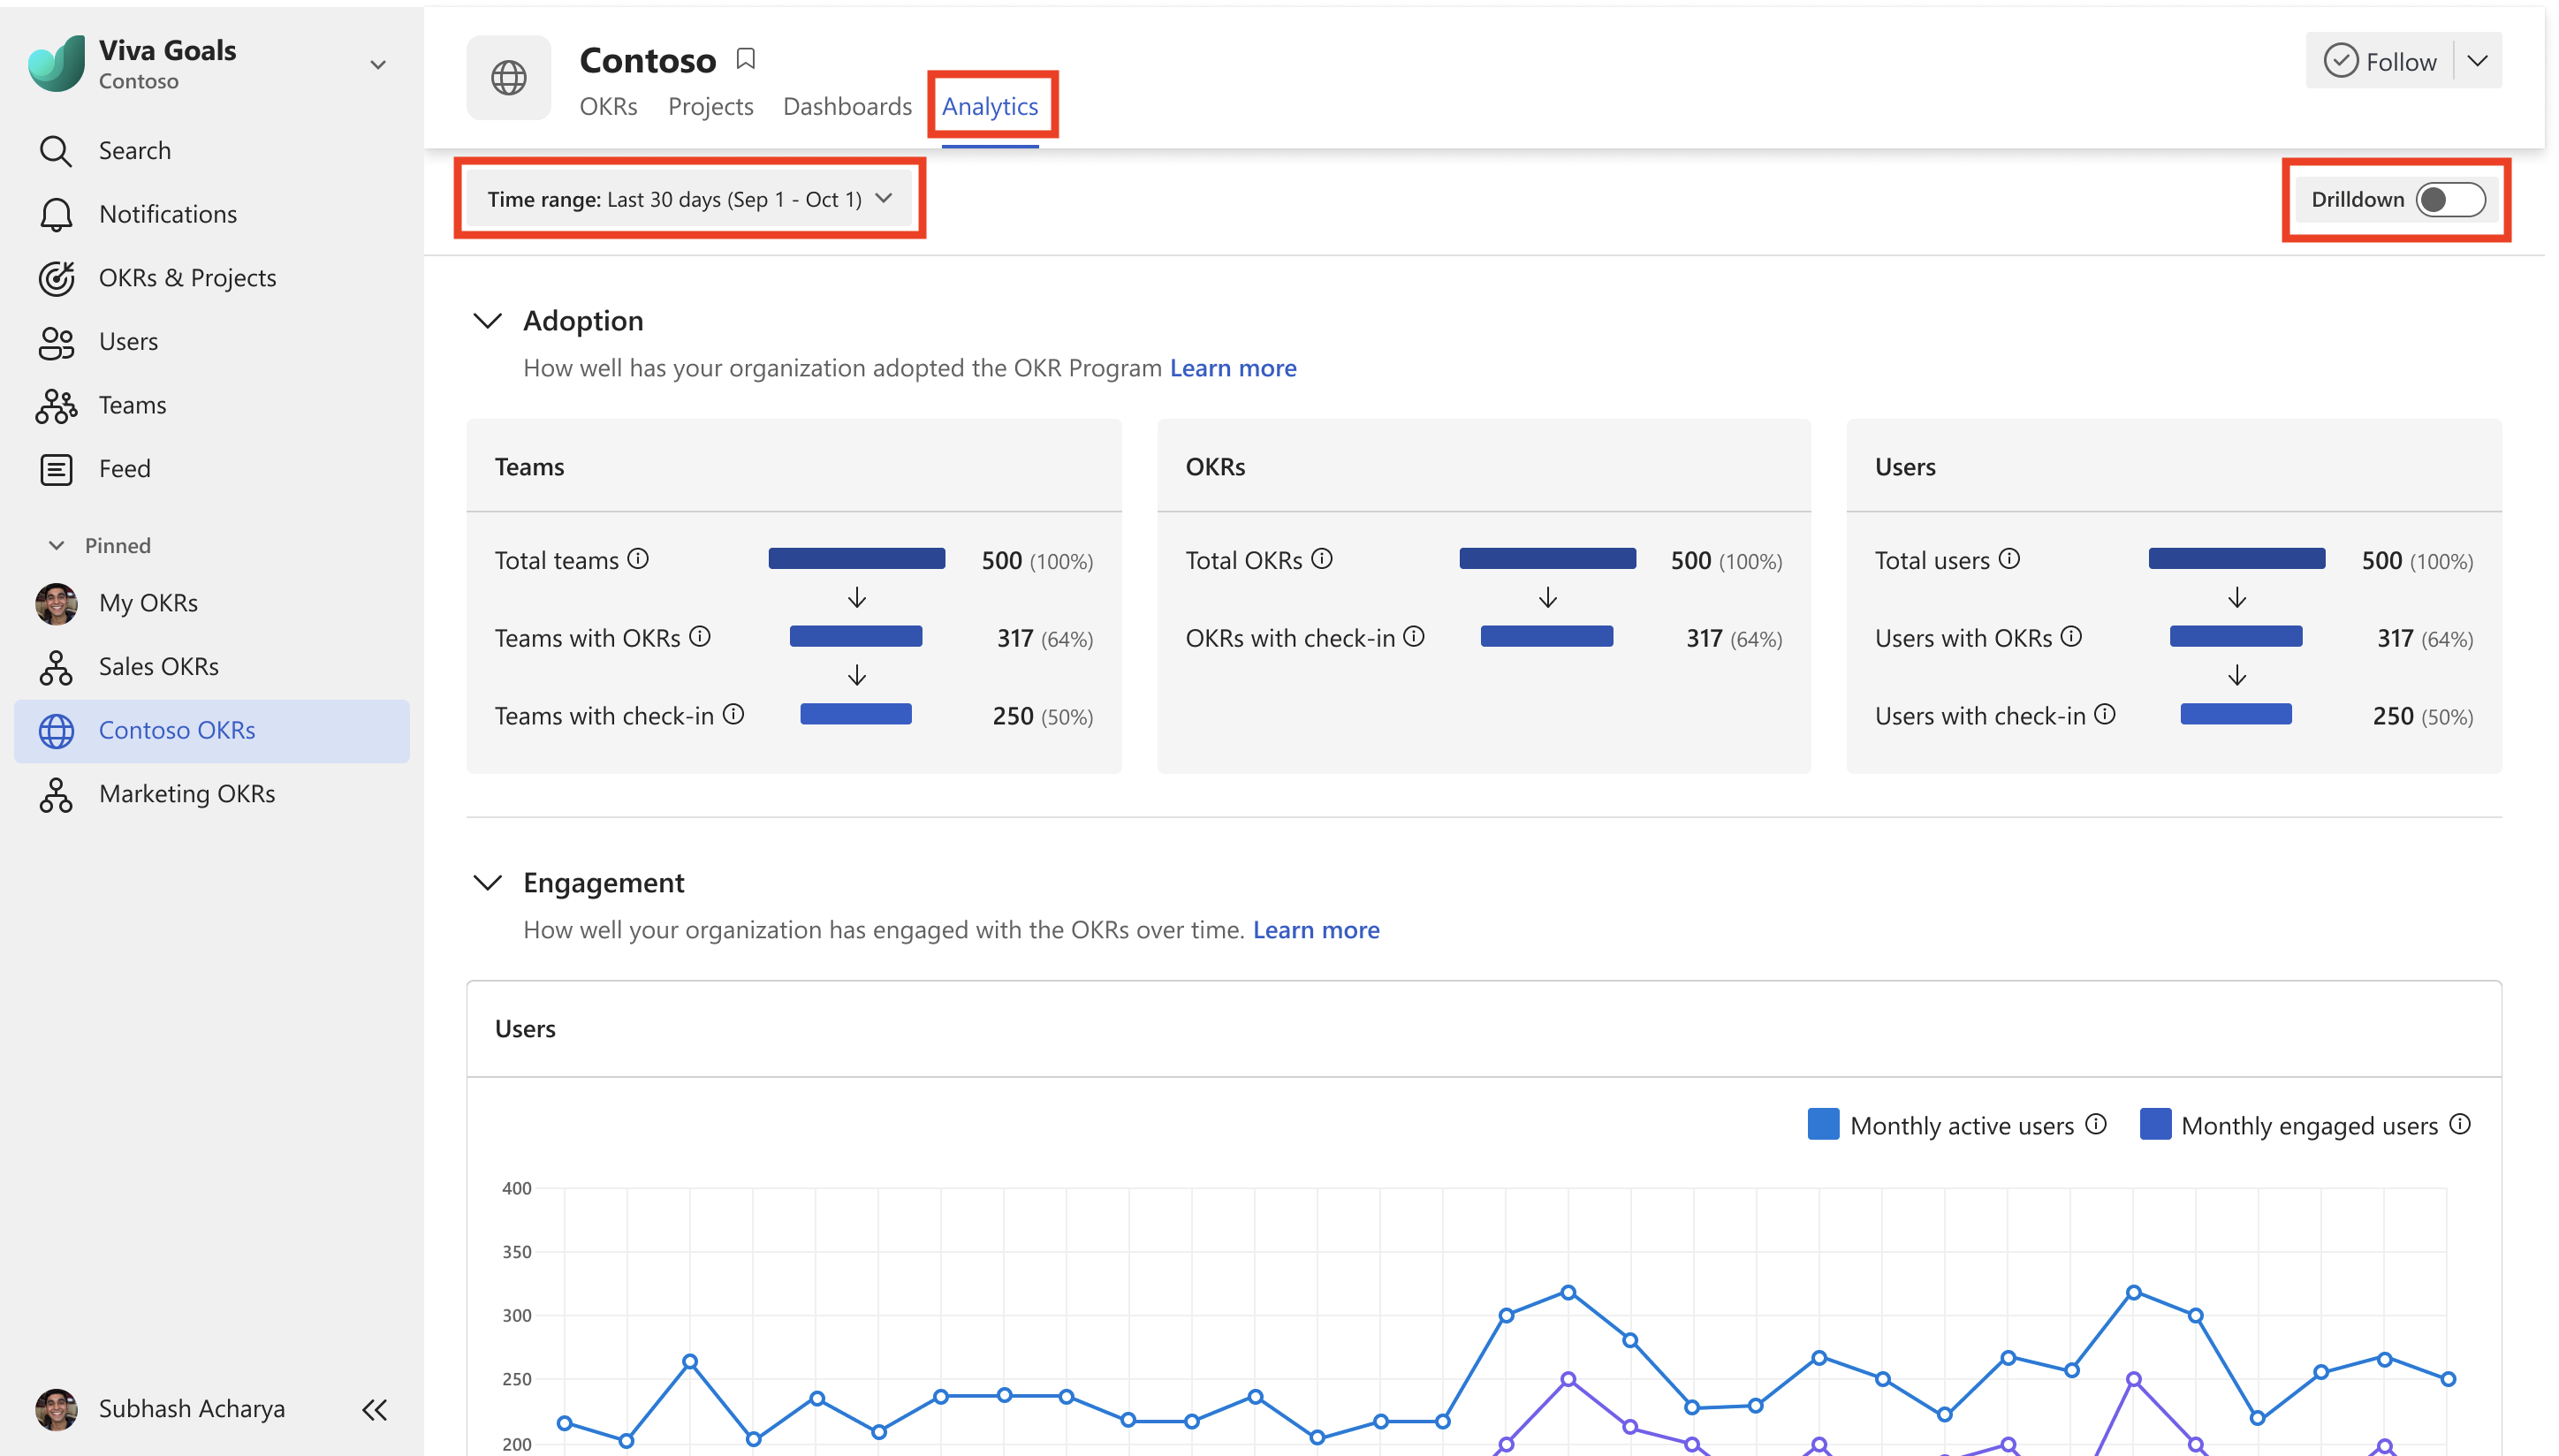 Viva Goals
Contoso
Search
Notifications
OKRs & Projects
Users
Teams
Feed
Pinned
My OKRs
Sales OKRs
Contoso OKRs
Marketing OKRs
Subhash Acharya
Contoso
OKRs Projects Dashboards Analytics
Follow
Time range: Last 30 days (Sep 1 - Oct 1)
Drilldown
Adoption
How well has your organization adopted the OKR Program Learn more
Teams
Total teams 500 (100%)
Teams with OKRs 317 (64%)
Teams with check-in 250 (50%)
OKRs
Total OKRs 500 (100%)
OKRs with check-in 317 (64%)
Users
Total users 500 (100%)
Users with OKRs 317 (64%)
Users with check-in 250 (50%)
Engagement
How well your organization has engaged with the OKRs over time. Learn more
Users
Monthly active users Monthly engaged users
400
350
300
250
200